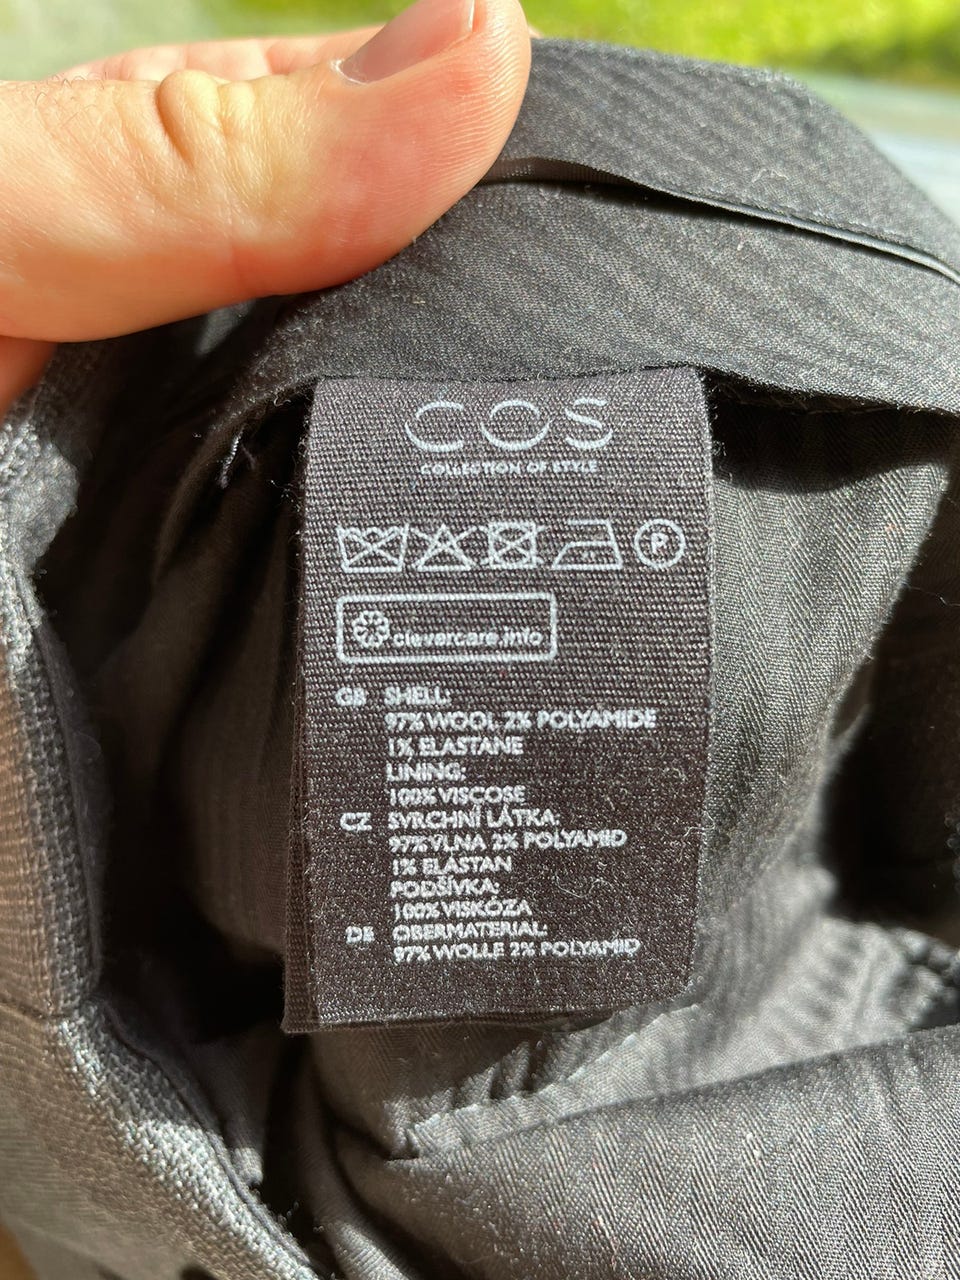 COS
COLLECTION OF STYLE
P
clevercare.info
GB SHELL:
97% WOOL 2% POLYAMIDE
1% ELASTANE
LINING:
100% VISCOSE
CZ SVRCHNÍ LÁTKA:
97% VLNA 2% POLYAMID
1% ELASTAN
PODŠÍVKA:
100% VISKÓZA
DE OBERMATERIAL:
97% WOLLE 2% POLYAMID